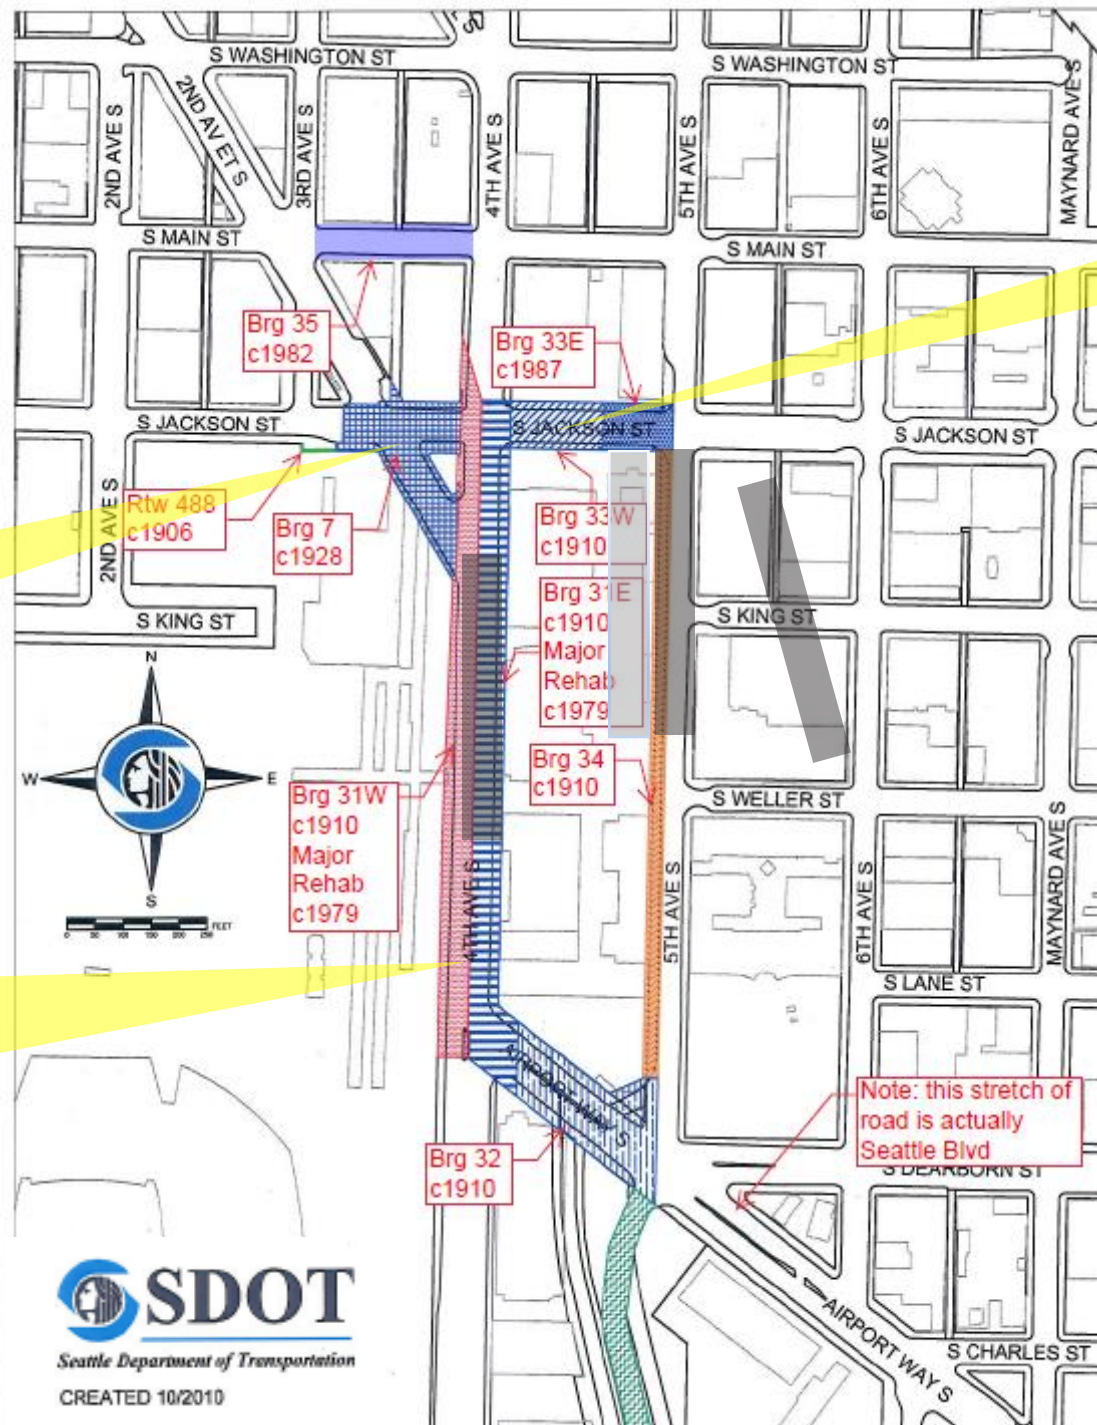 S WASHINGTON ST
S WASHINGTON ST
2ND AVE S
2ND AV ET S
3RD AVE S
4TH AVE S
5TH AVE S
6TH AVE S
MAYNARD AVE S
S MAIN ST
S MAIN ST
Brg 35
c1982
Brg 33E
c1987
S JACKSON ST
S JACKSON ST
S JACKSON ST
2ND AVE S
Rtw 488
c1906
Brg 7
c1928
Brg 33W
c1910
Brg 31E
c1910
Major
Rehab
c1979
S KING ST
S KING ST
N
W
E
S
FEET
Brg 34
c1910
Brg 31W
c1910
Major
Rehab
c1979
S WELLER ST
4TH AVE S
5TH AVE S
6TH AVE S
MAYNARD AVE S
S LANE ST
AIRPORT WAY S
Note: this stretch of
road is actually
Seattle Blvd
S DEARBORN ST
Brg 32
c1910
AIRPORT WAY S
S CHARLES ST
SDOT
Seattle Department of Transportation
CREATED 10/2010